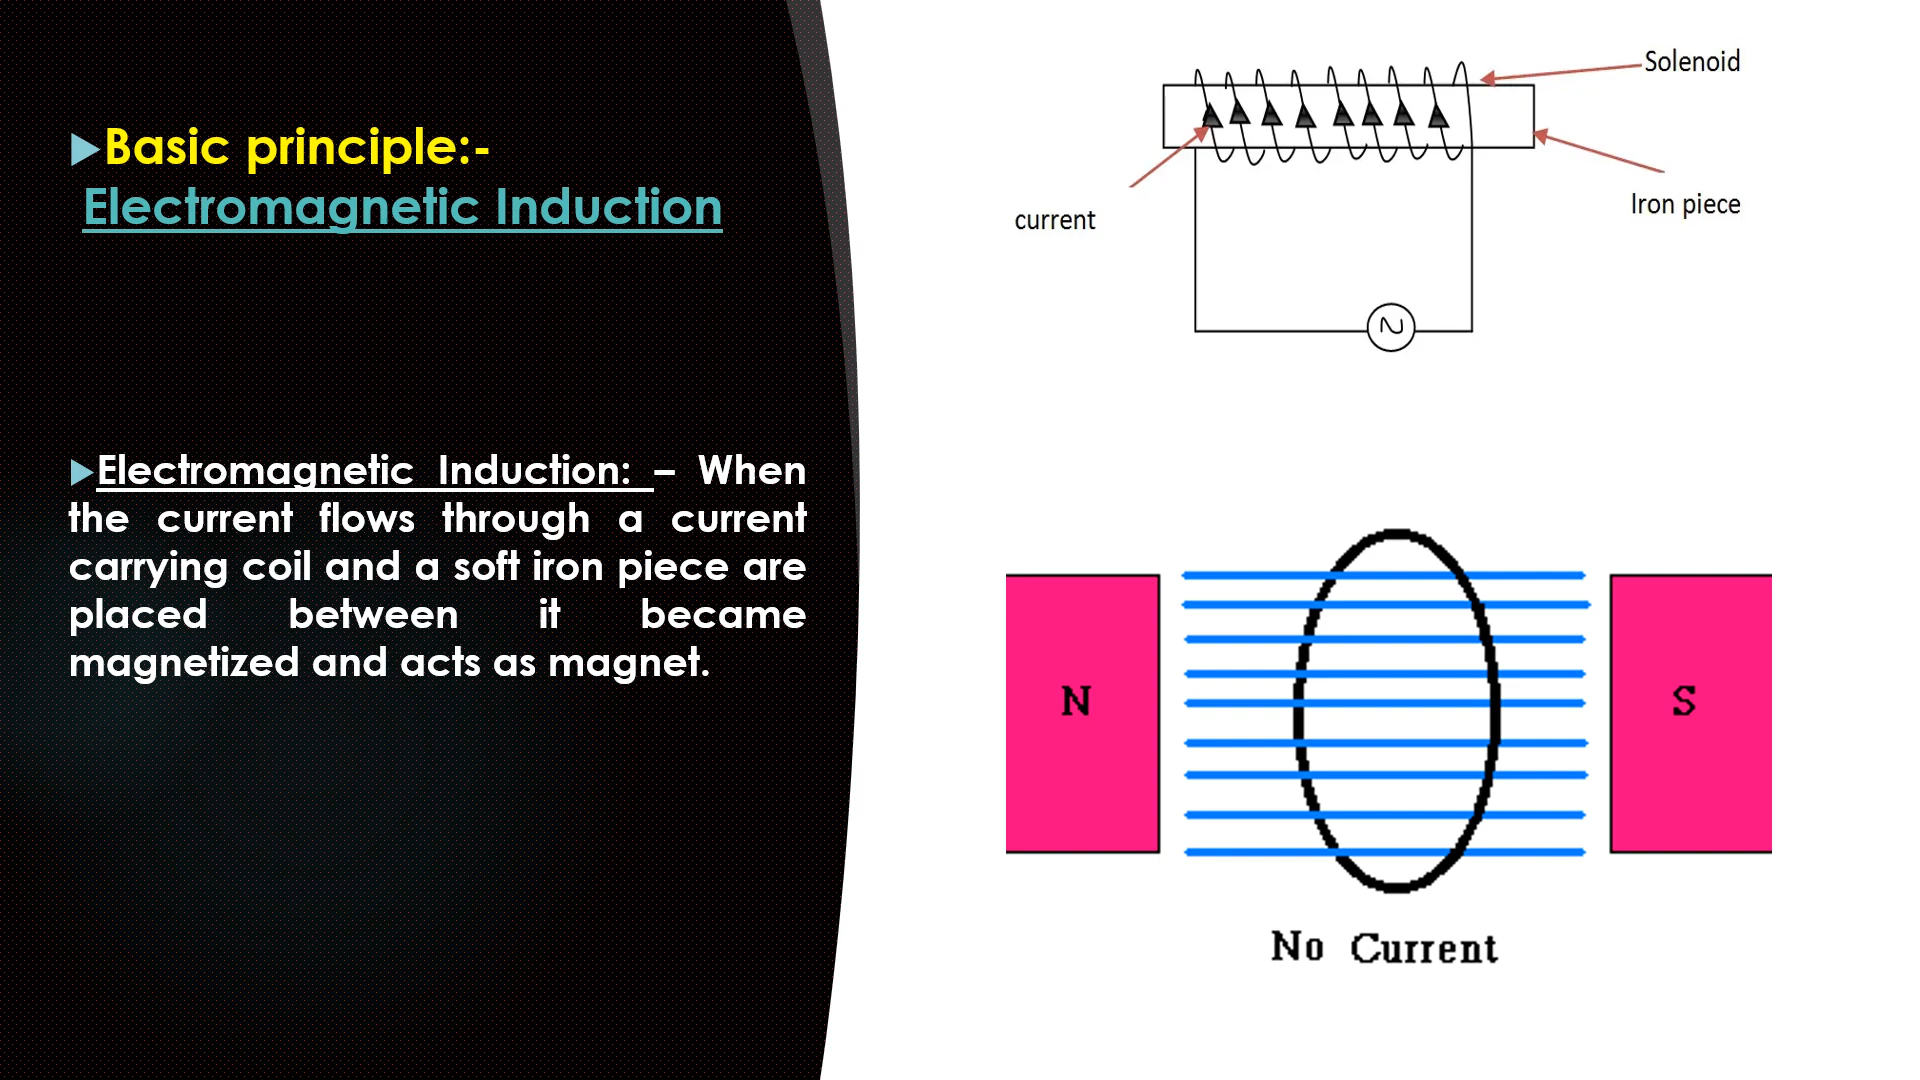 Basic principle:-
Electromagnetic Induction
Electromagnetic Induction: – When
the current flows through a current
carrying coil and a soft iron piece are
placed between it became
magnetized and acts as magnet.
Solenoid
Iron piece
current
N
S
No Current